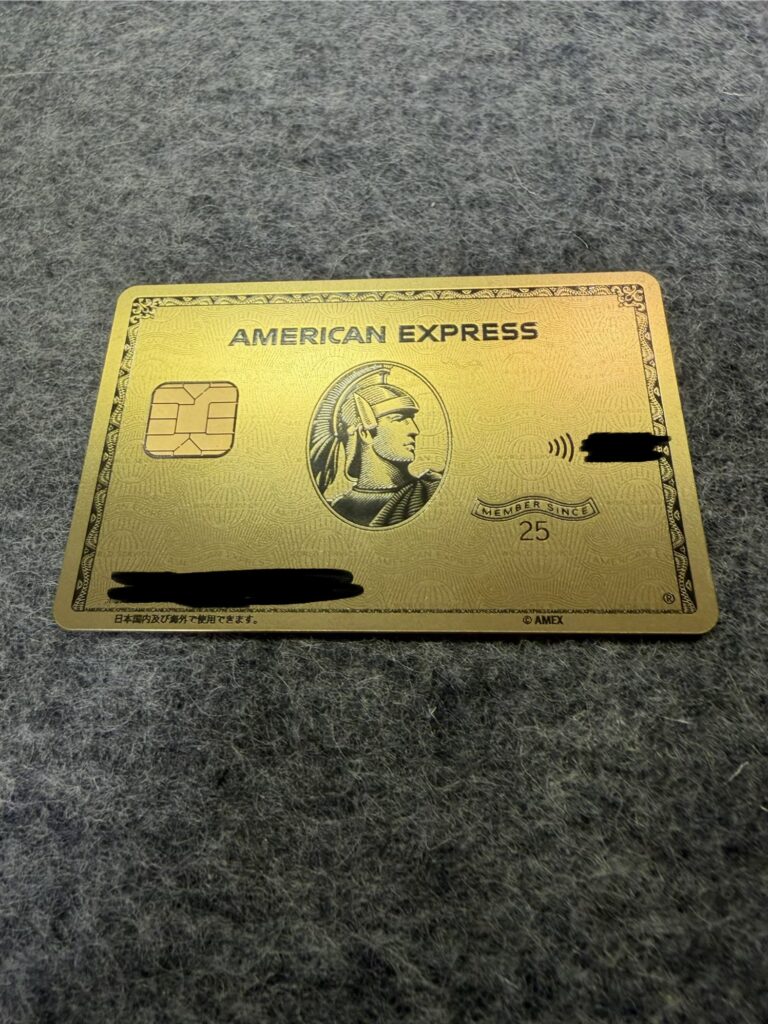 AMERICAN EXPRESS
MEMBER SINCE
25
®
AMERICANEXPRESSAMERICANEXPRESSAMERICANEXPRESSAMERICANEXPRESSAMERICANEXPRESSAMERICANEXPRESS
日本国内及び海外で使用できます。
© AMEX